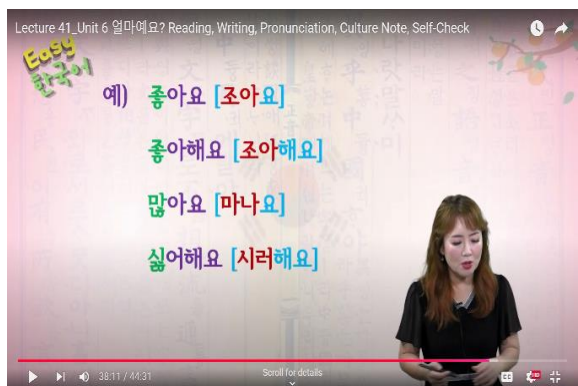 Lecture 41_Unit 6 얼마예요? Reading, Writing, Pronunciation, Culture Note, Self-Check
Easy
한국어
예) 좋아요 [조아요]
좋아해요 [조아해요]
많아요 [마나요]
싫어해요 [시러해요]
38:11 / 44:31
Scroll for details
CC
HD